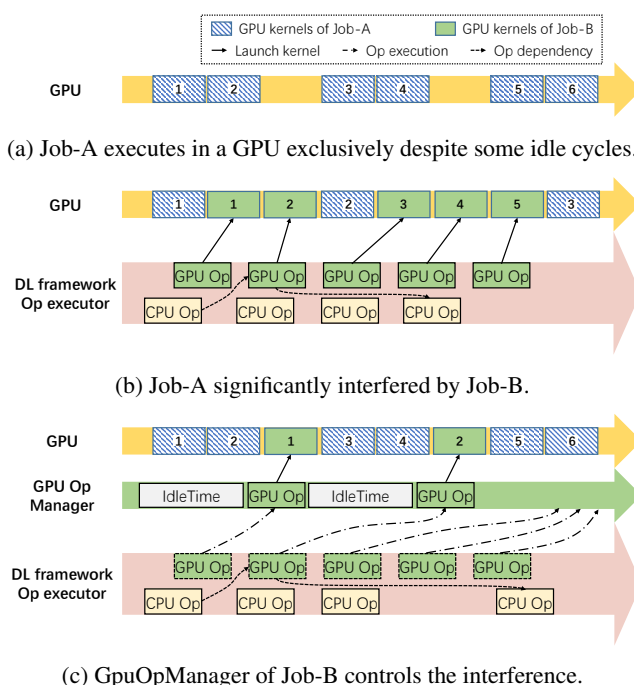 GPU kernels of Job-A GPU kernels of Job-B
Launch kernel Op execution Op dependency
GPU 1 2 3 4 5 6
(a) Job-A executes in a GPU exclusively despite some idle cycles.
GPU 1 1 2 2 3 4 5 3
GPU Op GPU Op GPU Op GPU Op GPU Op
DL framework
Op executor
CPU Op CPU Op CPU Op CPU Op
(b) Job-A significantly interfered by Job-B.
GPU 1 2 1 3 4 2 5 6
GPU Op
Manager
IdleTime GPU Op IdleTime GPU Op
GPU Op GPU Op GPU Op GPU Op GPU Op
DL framework
Op executor
CPU Op CPU Op CPU Op CPU Op
(c) GpuOpManager of Job-B controls the interference.